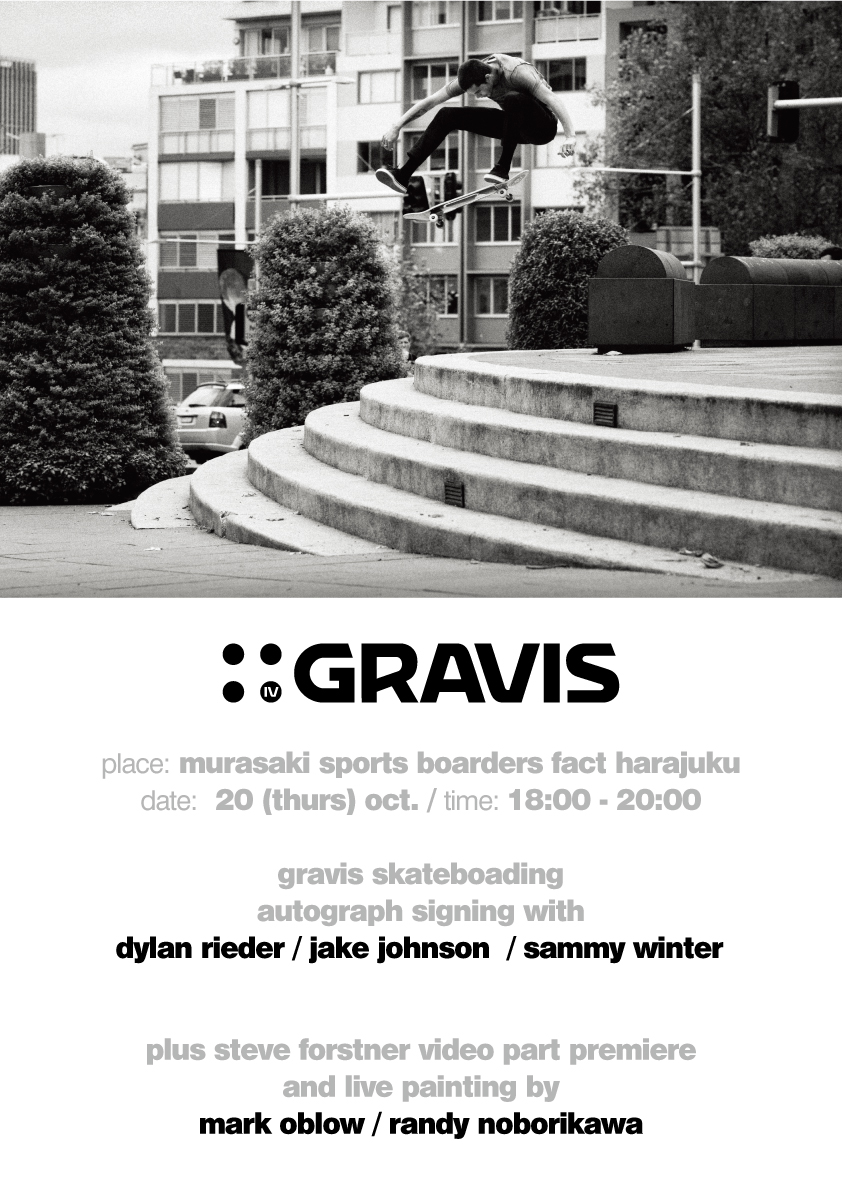 IV GRAVIS
place: murasaki sports boarders fact harajuku
date: 20 (thurs) oct. / time: 18:00 - 20:00
gravis skateboading
autograph signing with
dylan rieder / jake johnson / sammy winter
plus steve forstner video part premiere
and live painting by
mark oblow / randy noborikawa